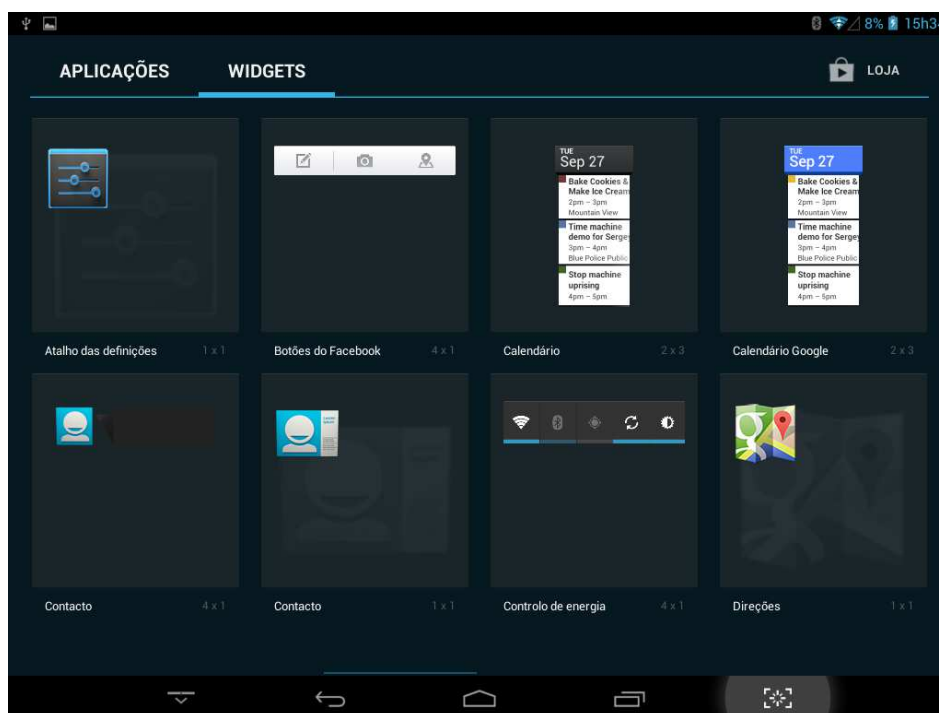 8% 15h3
APLICAÇÕES WIDGETS LOJA
TUE
Sep 27
Bake Cookies &
Make Ice Cream
2pm – 3pm
Mountain View
Time machine
demo for Sergey
3pm – 4pm
Blue Police Public
Stop machine
uprising
4pm – 5pm
TUE
Sep 27
Bake Cookies &
Make Ice Cream
2pm – 3pm
Mountain View
Time machine
demo for Sergey
3pm – 4pm
Blue Police Public
Stop machine
uprising
4pm – 5pm
Atalho das definições 1 x 1
Botões do Facebook 4 x 1
Calendário 2 x 3
Calendário Google 2 x 3
Contacto 4 x 1
Contacto 1 x 1
Controlo de energia 4 x 1
Direções 1 x 1